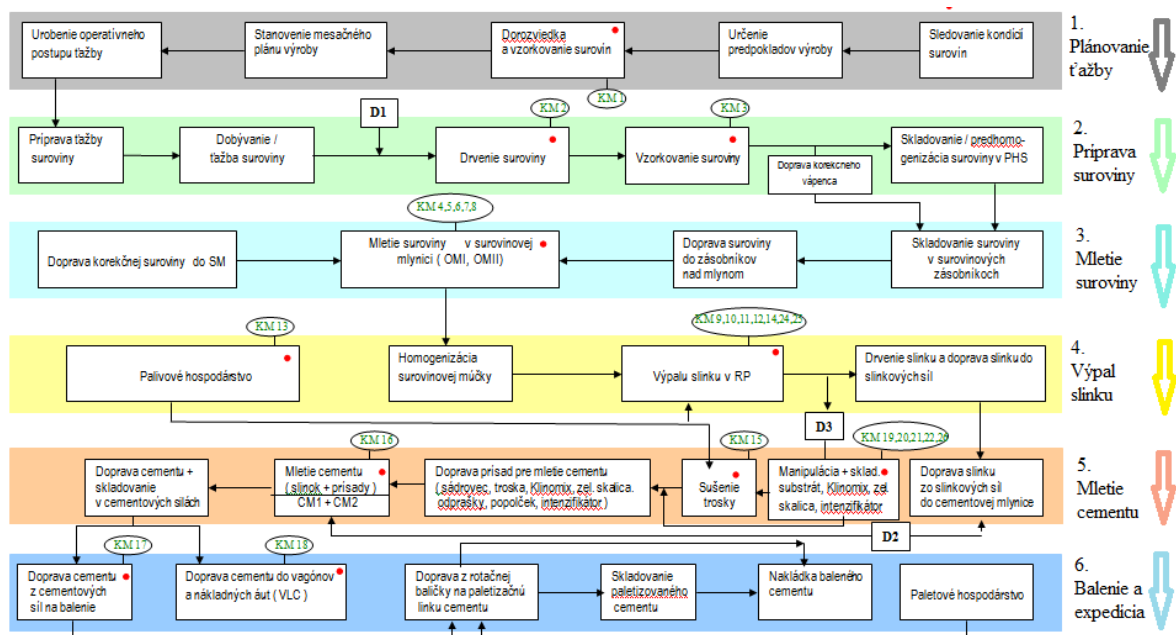 Urobenie operatívneho
postupu ťažby
Stanovenie mesačného
plánu výroby
Dorozviedka
a vzorkovanie surovín
Určenie
predpokladov výroby
Sledovanie kondícií
surovín
1.
Plánovanie
ťažby
KM 1
KM 2
KM 3
D1
Príprava ťažby
suroviny
Dobývanie /
ťažba suroviny
Drvenie suroviny
Vzorkovanie suroviny
Doprava korekcneho
vápenca
Skladovanie / predhomo-
genizácia suroviny v PHS
2.
Príprava
suroviny
KM 4,5,6,7,8
Doprava korekčnej suroviny do SM
Mletie suroviny v surovinovej
mlynici ( OMI, OMII)
Doprava suroviny
do zásobníkov
nad mlynom
Skladovanie suroviny
v surovinových
zásobníkoch
3.
Mletie
suroviny
KM 13
KM 9,10,11,12,14,24,25
Palivové hospodárstvo
Homogenizácia
surovinovej múčky
Výpalu slinku v RP
Drvenie slinku a doprava slinku do
slinkových síl
4.
Výpal
slinku
D3
KM 16
KM 15
KM 19,20,21,22,26
Doprava cementu +
skladovanie
v cementových silách
Mletie cementu
( slinok + prísady )
CM1 + CM2
Doprava prísad pre mletie cementu
( sádrovec, troska, Klinomix, zel. skalica.
odprašky, popolček, intenzifikátor )
Sušenie
trosky
Manipulácia + sklad.
substrát, Klinomix, zel.
skalica, intenzifikátor
Doprava slinku
zo slinkových síl
do cementovej mlynice
5.
Mletie
cementu
D2
KM 17
KM 18
Doprava cementu
z cementových
síl na balenie
Doprava cementu do vagónov
a nákladných áut ( VLC )
Doprava z rotačnej
baličky na paletizačnú
linku cementu
Skladovanie
paletizovaného
cementu
Nakládka baleného
cementu
Paletové hospodárstvo
6.
Balenie a
expedícia